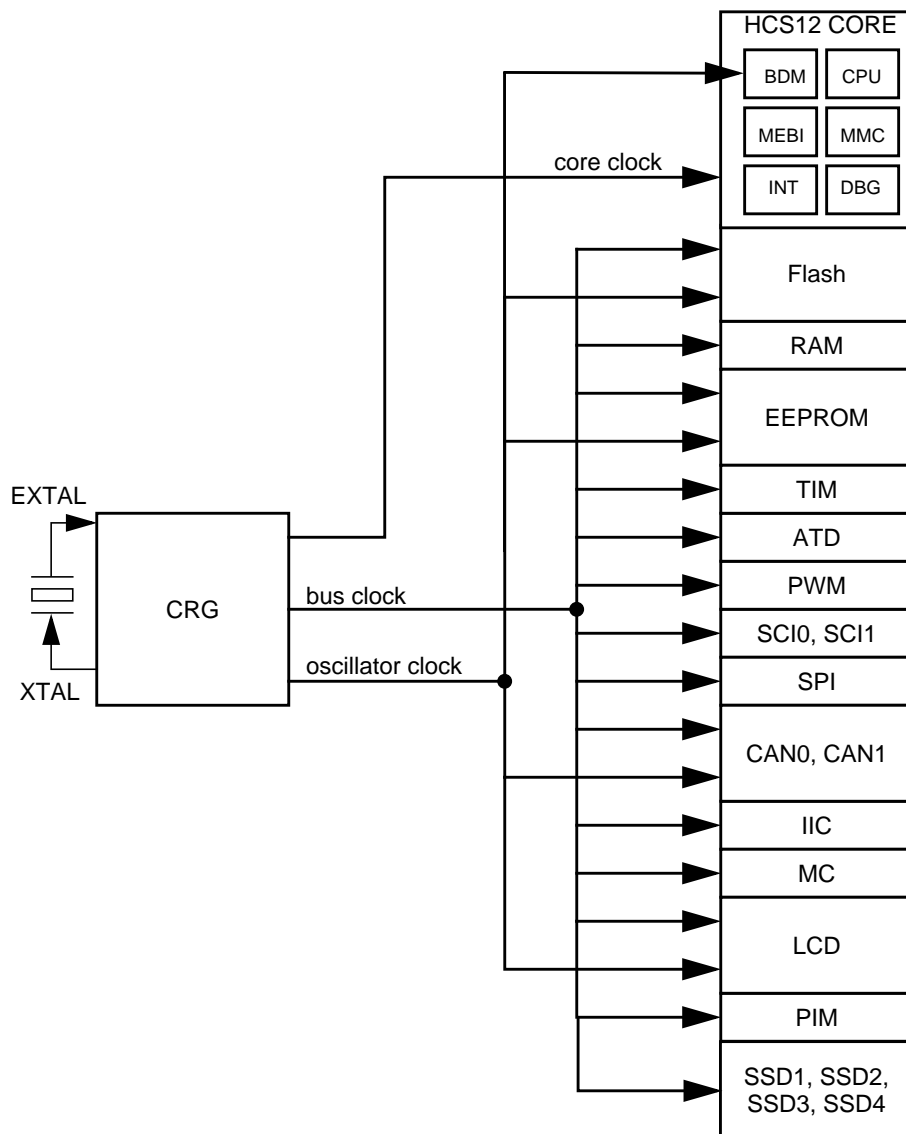 HCS12 CORE
BDM
CPU
MEBI
MMC
core clock
INT
DBG
Flash
RAM
EEPROM
EXTAL
TIM
ATD
PWM
bus clock
CRG
SCI0, SCI1
oscillator clock
SPI
XTAL
CAN0, CAN1
IIC
MC
LCD
PIM
SSD1, SSD2,
SSD3, SSD4